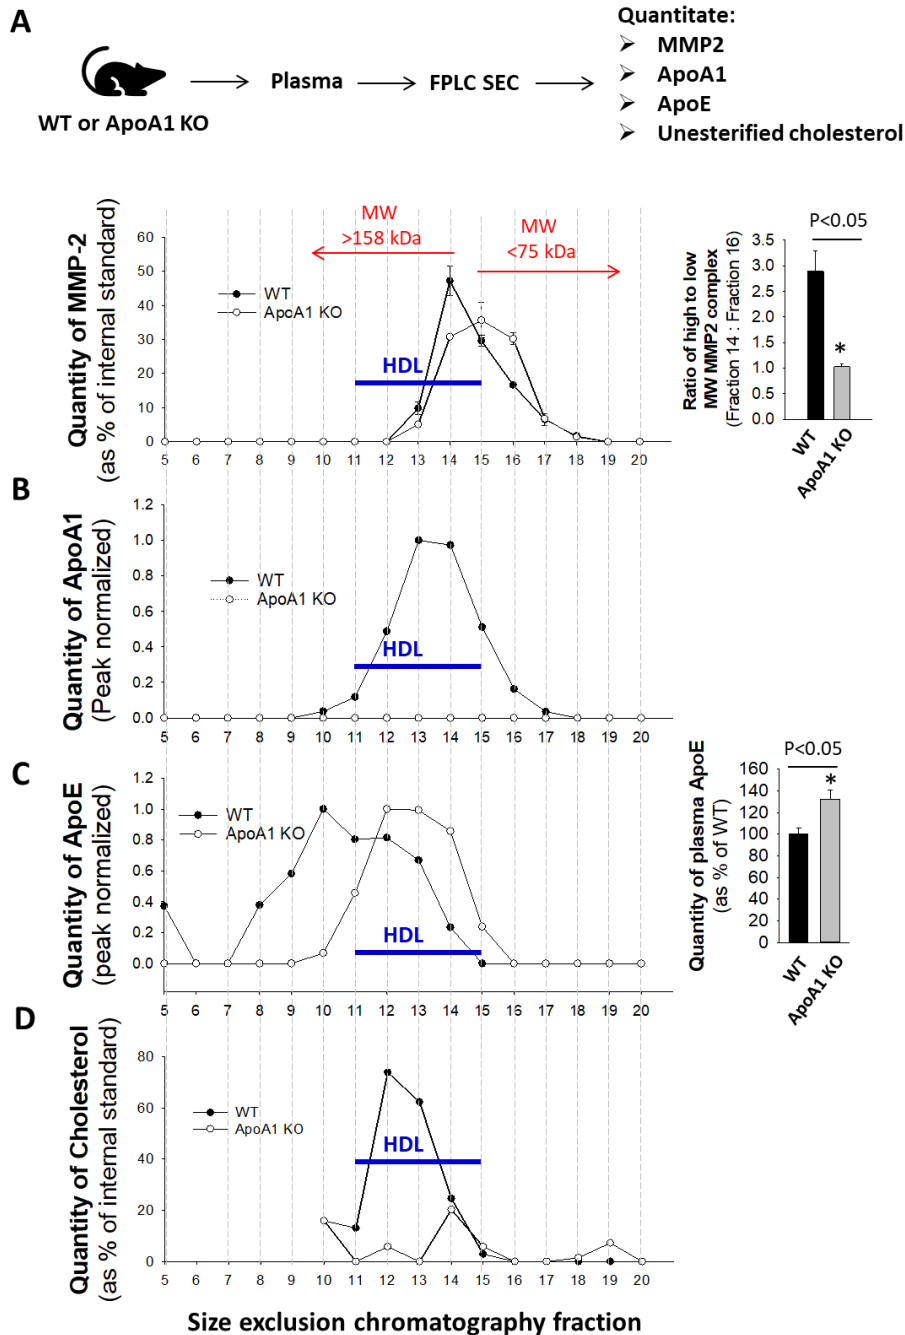 A
WT or ApoA1 KO
Plasma
FPLC SEC
Quantitate:
➢ MMP2
➢ ApoA1
➢ ApoE
➢ Unesterified cholesterol
Quantity of MMP-2
(as % of internal standard)
60
50
40
30
20
10
0
MW
>158 kDa
MW
<75 kDa
WT
ApoA1 KO
HDL
5 6 7 8 9 10 11 12 13 14 15 16 17 18 19 20
Ratio of high to low
MW MMP2 complex
(Fraction 14 : Fraction 16)
P<0.05
3.5
3.0
2.5
2.0
1.5
1.0
0.5
0.0
*
WT
ApoA1 KO
B
Quantity of ApoA1
(Peak normalized)
1.2
1.0
0.8
0.6
0.4
0.2
0.0
WT
ApoA1 KO
HDL
5 6 7 8 9 10 11 12 13 14 15 16 17 18 19 20
C
Quantity of ApoE
(peak normalized)
1.2
1.0
0.8
0.6
0.4
0.2
0.0
WT
ApoA1 KO
HDL
5 6 7 8 9 10 11 12 13 14 15 16 17 18 19 20
Quantity of plasma ApoE
(as % of WT)
P<0.05
160
140
120
100
80
60
40
20
0
*
WT
ApoA1 KO
D
Quantity of Cholesterol
(as % of internal standard)
80
60
40
20
0
WT
ApoA1 KO
HDL
5 6 7 8 9 10 11 12 13 14 15 16 17 18 19 20
Size exclusion chromatography fraction